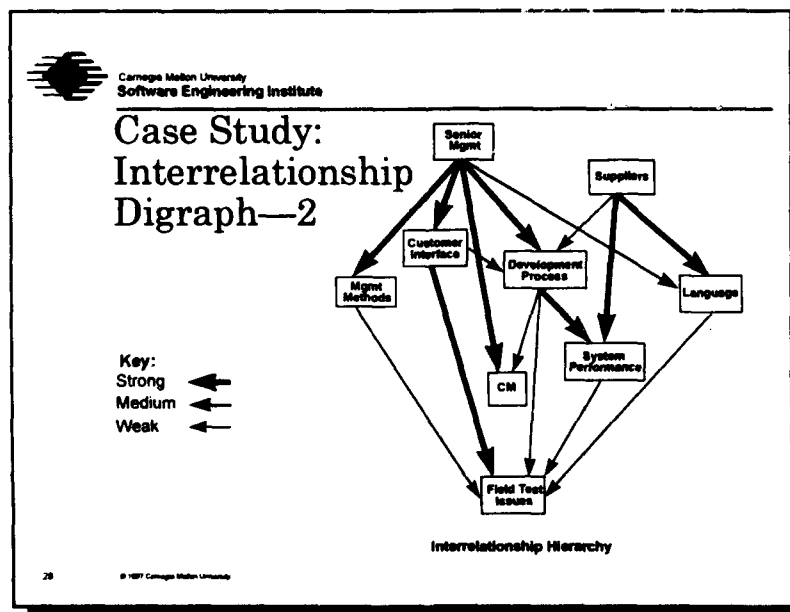 Carnegie Mellon University
Software Engineering Institute
Case Study:
Interrelationship
Digraph—2
Senior
Mgmt
Suppliers
Customer
Interface
Development
Process
Mgmt
Methods
Language
System
Performance
CM
Key:
Strong
Medium
Weak
Field Test
Issues
Interrelationship Hierarchy
28
© 1997 Carnegie Mellon University